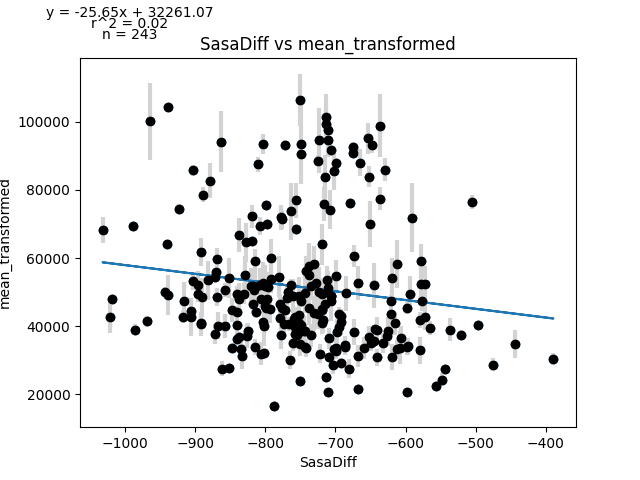 y = -25.65x + 32261.07
r^2 = 0.02
n = 243
SasaDiff vs mean_transformed
100000
80000
60000
40000
20000
mean_transformed
−1000
−900
−800
−700
−600
−500
−400
SasaDiff